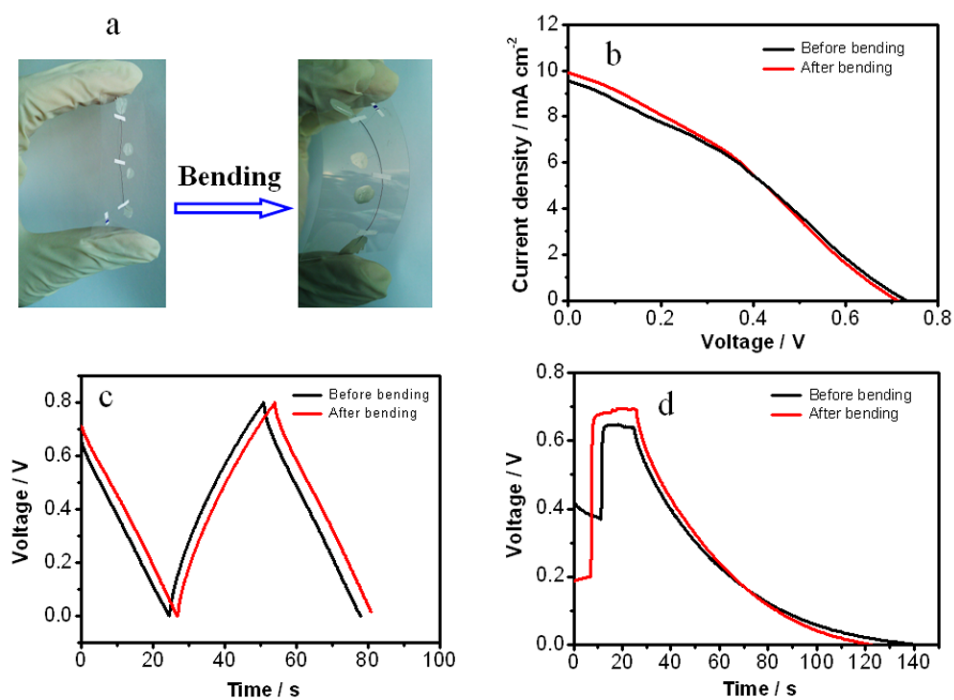 a
Bending
b
Before bending
After bending
Current density / mA cm⁻²
12
10
8
6
4
2
0
0.0 0.2 0.4 0.6 0.8
Voltage / V
c
Before bending
After bending
Voltage / V
0.8
0.6
0.4
0.2
0.0
0 20 40 60 80 100
Time / s
d
Before bending
After bending
Voltage / V
0.8
0.6
0.4
0.2
0.0
0 20 40 60 80 100 120 140
Time / s